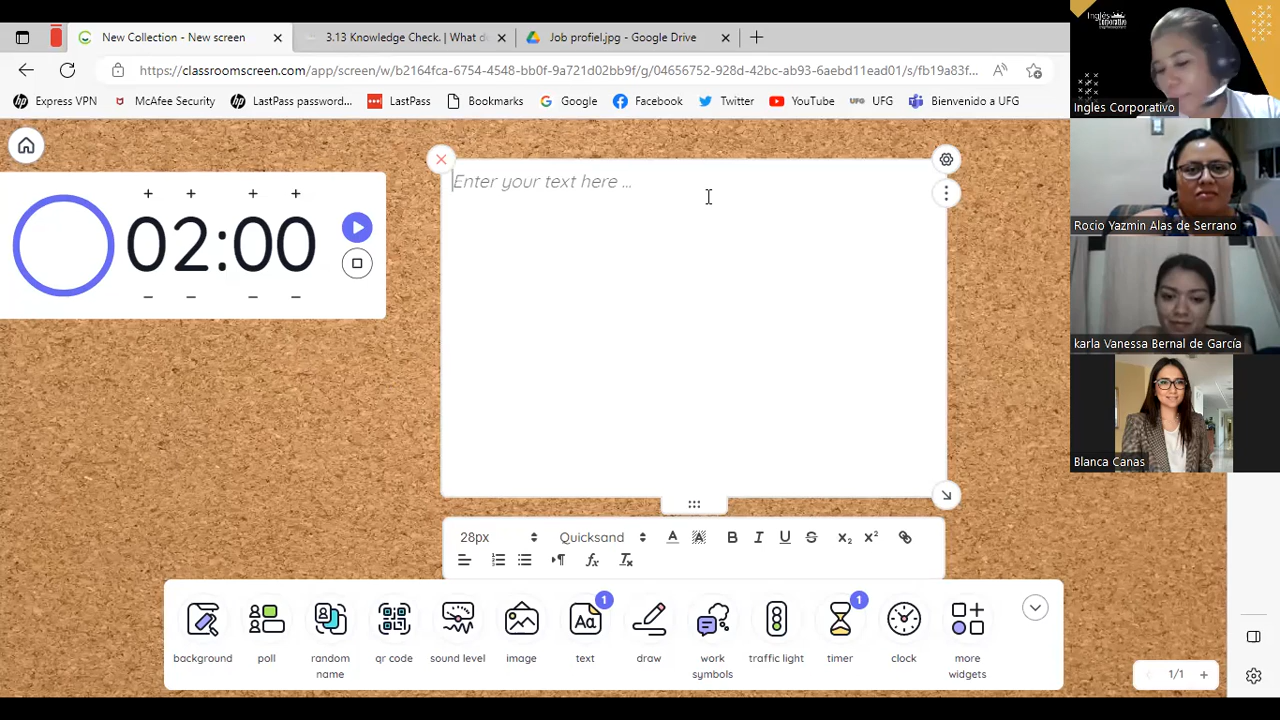 New Collection - New screen
3.13 Knowledge Check. | What d
Job profiel.jpg - Google Drive
https://classroomscreen.com/app/screen/w/b2164fca-6754-4548-bb0f-9a721d02bb9f/g/04656752-928d-42bc-ab93-6aebd11ead01/s/fb19a83f...
Express VPN
McAfee Security
LastPass password...
LastPass
Bookmarks
Google
Facebook
Twitter
YouTube
UFG
Bienvenido a UFG
02:00
Enter your text here ...
28px
Quicksand
background
poll
random name
qr code
sound level
image
text
1
draw
work symbols
traffic light
timer
1
clock
more widgets
1/1
Inglés Corporativo
Ingles Corporativo
Rocio Yazmin Alas de Serrano
karla Vanessa Bernal de García
Blanca Canas